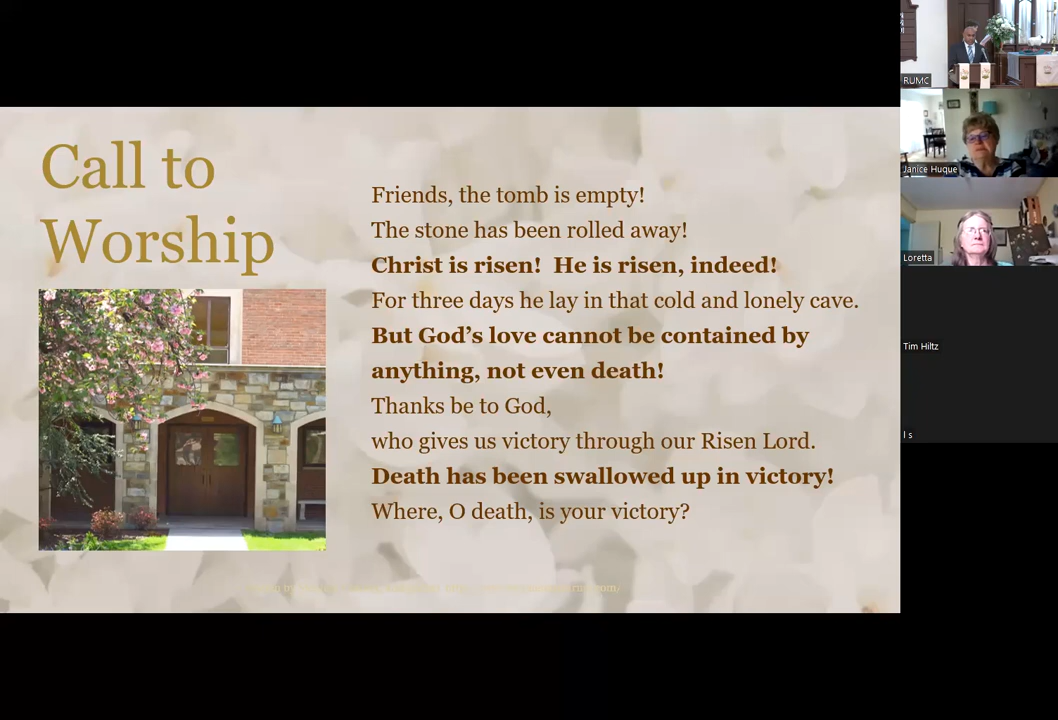 Call to
Worship
Friends, the tomb is empty!
The stone has been rolled away!
Christ is risen!  He is risen, indeed!
For three days he lay in that cold and lonely cave.
But God’s love cannot be contained by
anything, not even death!
Thanks be to God,
who gives us victory through our Risen Lord.
Death has been swallowed up in victory!
Where, O death, is your victory?
RUMC
Janice Huque
Loretta
Tim Hiltz
l s